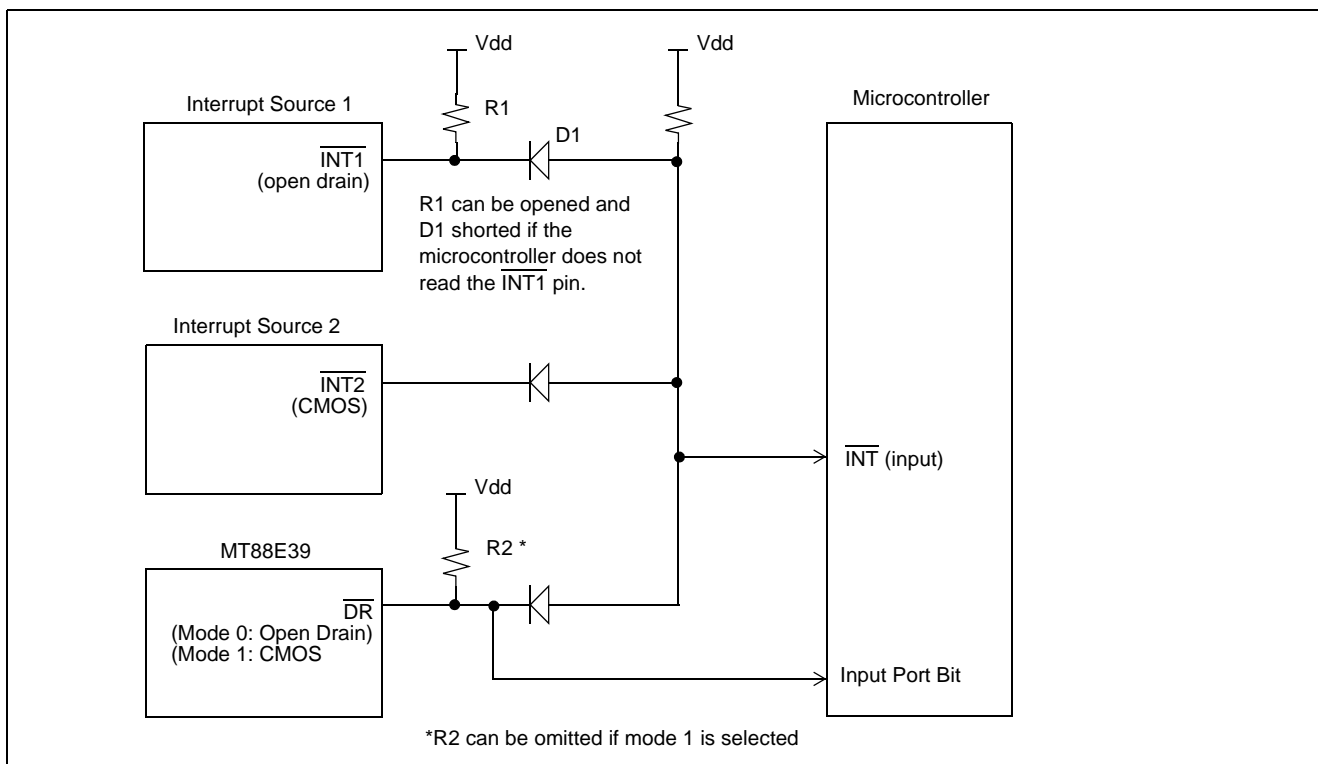 Vdd
Vdd
Interrupt Source 1
R1
Microcontroller
D1
INT1
(open drain)
R1 can be opened and
D1 shorted if the
microcontroller does not
read the INT1 pin.
Interrupt Source 2
INT2
(CMOS)
INT (input)
Vdd
MT88E39
R2 *
DR
(Mode 0: Open Drain)
(Mode 1: CMOS
Input Port Bit
*R2 can be omitted if mode 1 is selected